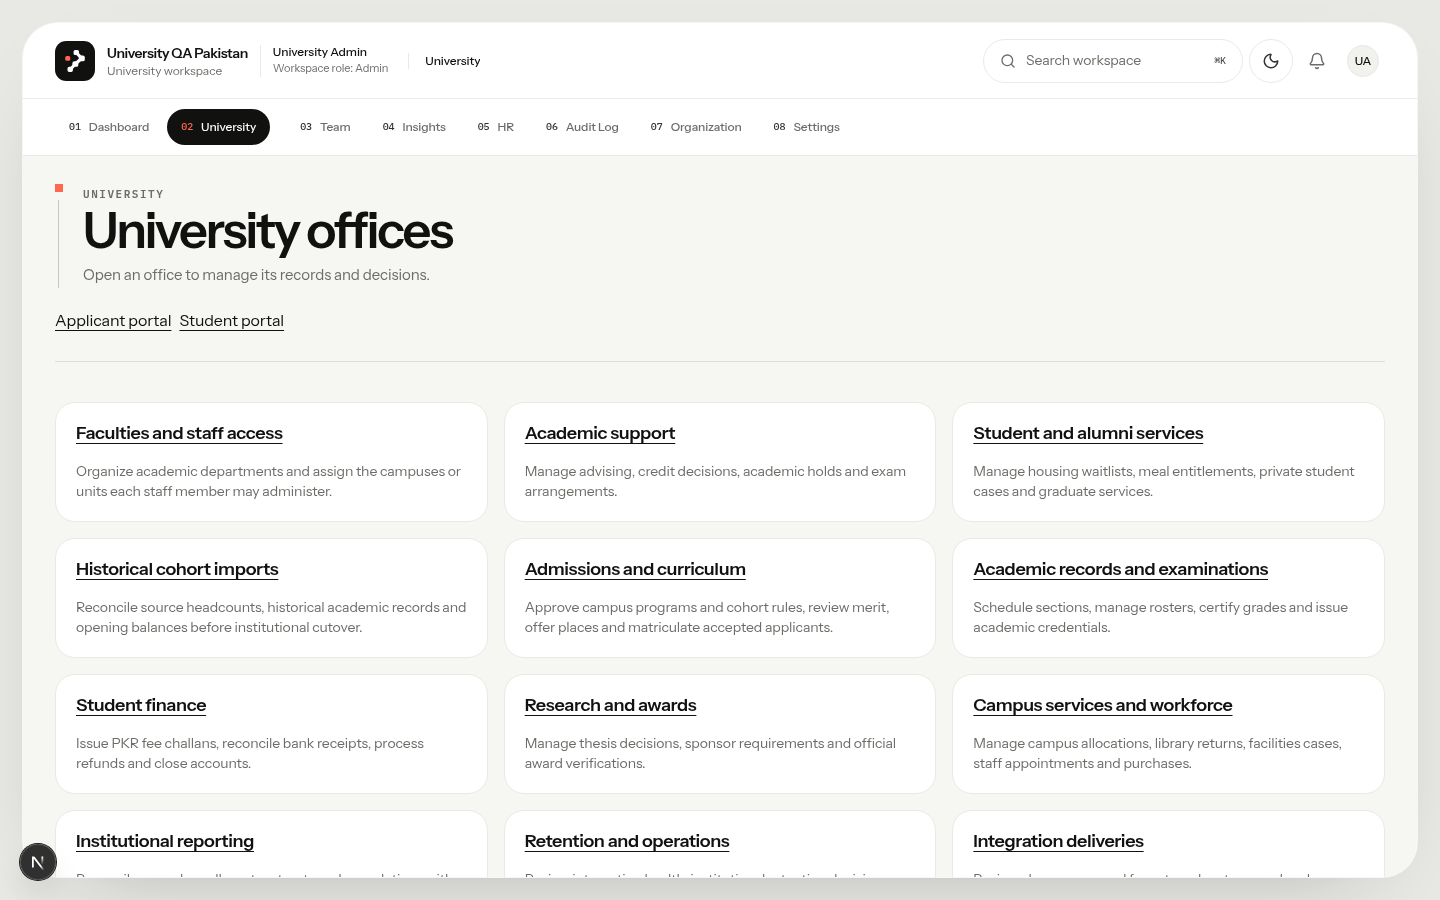 University QA Pakistan
University workspace
University Admin
Workspace role: Admin
University
Search workspace
⌘K
UA
01 Dashboard
02 University
03 Team
04 Insights
05 HR
06 Audit Log
07 Organization
08 Settings
UNIVERSITY
University offices
Open an office to manage its records and decisions.
Applicant portal Student portal
Faculties and staff access
Organize academic departments and assign the campuses or
units each staff member may administer.
Academic support
Manage advising, credit decisions, academic holds and exam
arrangements.
Student and alumni services
Manage housing waitlists, meal entitlements, private student
cases and graduate services.
Historical cohort imports
Reconcile source headcounts, historical academic records and
opening balances before institutional cutover.
Admissions and curriculum
Approve campus programs and cohort rules, review merit,
offer places and matriculate accepted applicants.
Academic records and examinations
Schedule sections, manage rosters, certify grades and issue
academic credentials.
Student finance
Issue PKR fee challans, reconcile bank receipts, process
refunds and close accounts.
Research and awards
Manage thesis decisions, sponsor requirements and official
award verifications.
Campus services and workforce
Manage campus allocations, library returns, facilities cases,
staff appointments and purchases.
Institutional reporting
Retention and operations
Integration deliveries
N